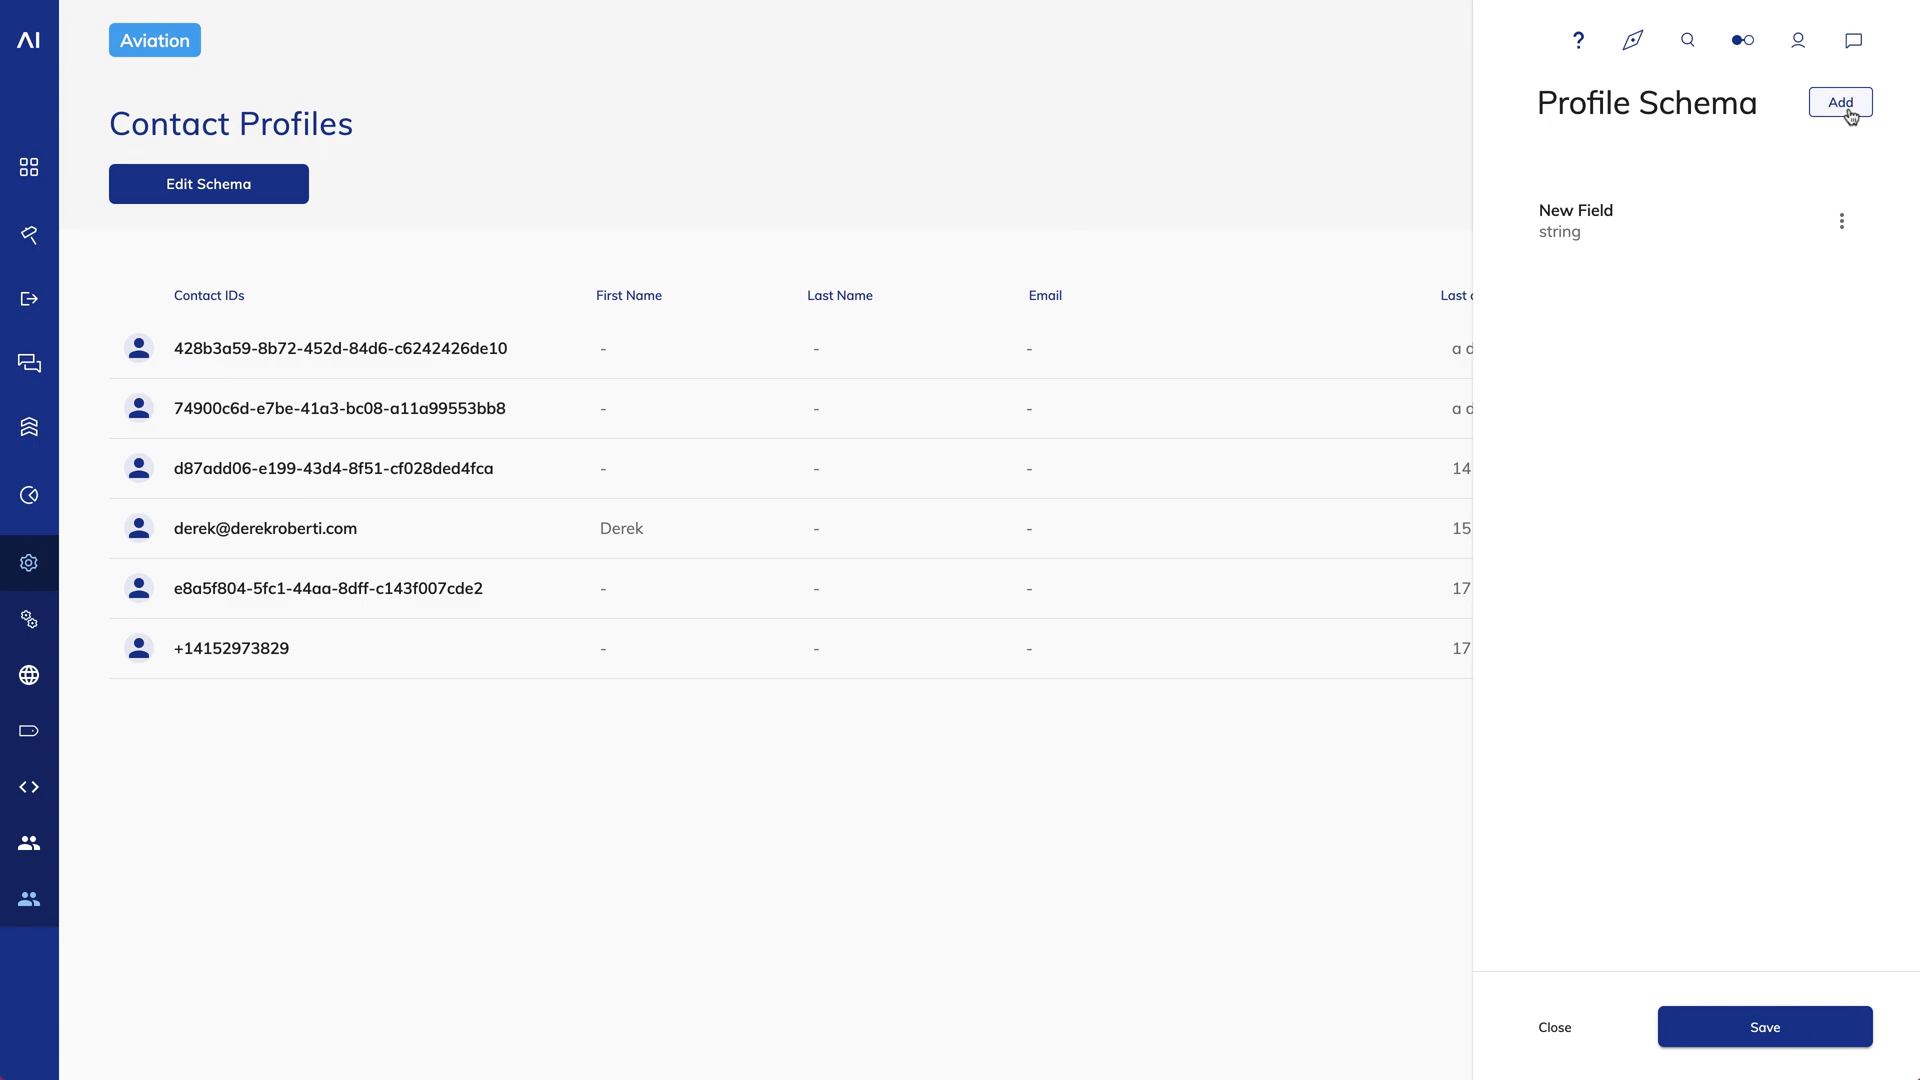 AI
Aviation
?
Profile Schema
Add
Contact Profiles
Edit Schema
New Field
string
Contact IDs First Name Last Name Email Last
428b3a59-8b72-452d-84d6-c6242426de10 - - - a
74900c6d-e7be-41a3-bc08-a11a99553bb8 - - - a
d87add06-e199-43d4-8f51-cf028ded4fca - - - 14
derek@derekroberti.com Derek - - 15
e8a5f804-5fc1-44aa-8dff-c143f007cde2 - - - 17
+14152973829 - - - 17
Close
Save